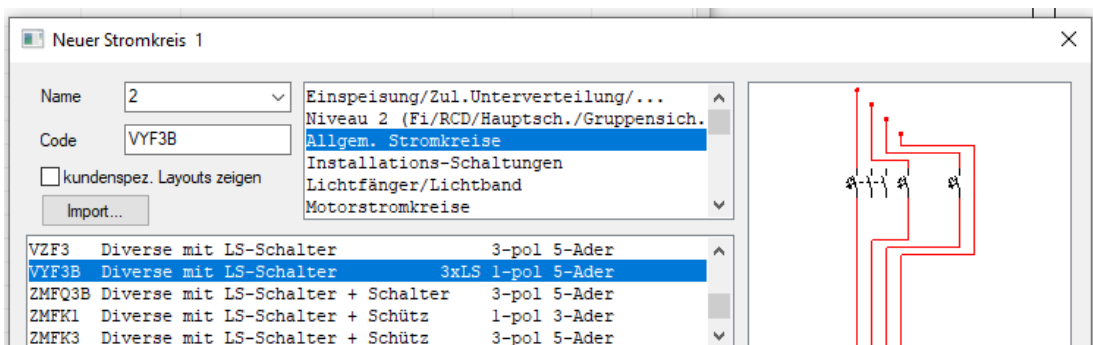 Neuer Stromkreis 1
Name
2
Code
VYF3B
kundenspez. Layouts zeigen
Import...
Einspeisung/Zul.Unterverteilung/...
Niveau 2 (Fi/RCD/Hauptsch./Gruppensich.
Allgem. Stromkreise
Installations-Schaltungen
Lichtfänger/Lichtband
Motorstromkreise
VZF3 Diverse mit LS-Schalter 3-pol 5-Ader
VYF3B Diverse mit LS-Schalter 3xLS 1-pol 5-Ader
ZMFQ3B Diverse mit LS-Schalter + Schalter 3-pol 5-Ader
ZMFK1 Diverse mit LS-Schalter + Schütz 1-pol 3-Ader
ZMFK3 Diverse mit LS-Schalter + Schütz 3-pol 5-Ader